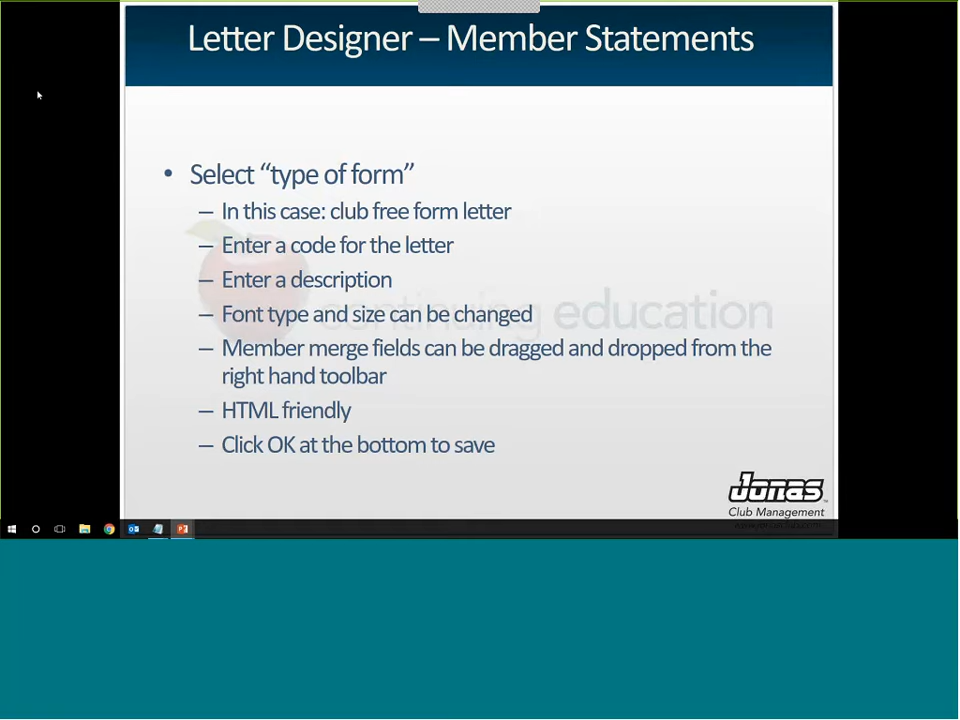 Letter Designer – Member Statements
• Select “type of form”
– In this case: club free form letter
– Enter a code for the letter
– Enter a description
– Font type and size can be changed
continuing education
– Member merge fields can be dragged and dropped from the
right hand toolbar
– HTML friendly
– Click OK at the bottom to save
Jonas
Club Management